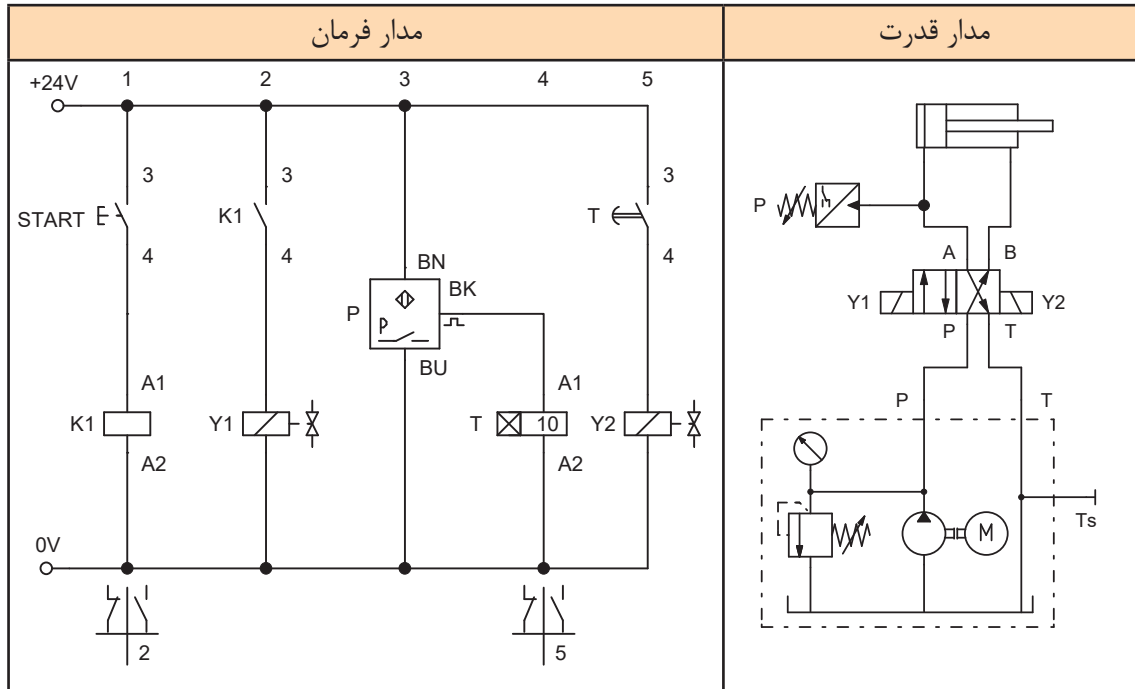 مدار فرمان
مدار قدرت
1 2 3 4 5
+24V
3 3 3
START K1 T
4 4 4
BN
BK
P
BU
A1 A1
K1 Y1 T 10 Y2
A2 A2
0V
2 5
P
A B
Y1 Y2
P T
P T
M
Ts